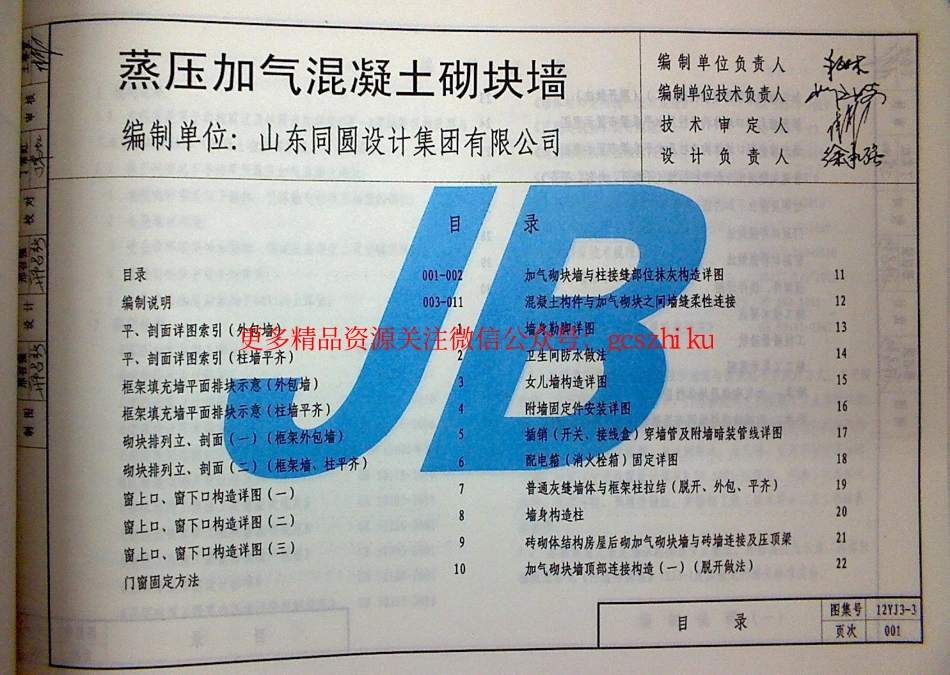 蒸压加气混凝土砌块墙
编制单位：山东同圆设计集团有限公司
编制单位负责人
编制单位技术负责人
技术审定人
设计负责人
目 录
目录 001-002
编制说明 003-011
平、剖面详图索引（外包墙） 1
平、剖面详图索引（柱墙平齐） 2
框架填充墙平面排块示意（外包墙） 3
框架填充墙平面排块示意（柱墙平齐） 4
砌块排列立、剖面（一）（框架外包墙） 5
砌块排列立、剖面（二）（框架墙、柱平齐） 6
窗上口、窗下口构造详图（一） 7
窗上口、窗下口构造详图（二） 8
窗上口、窗下口构造详图（三） 9
门窗固定方法 10
加气砌块墙与柱接缝部位抹灰构造详图 11
混凝土构件与加气砌块之间墙缝柔性连接 12
墙身勒脚详图 13
卫生间防水做法 14
女儿墙构造详图 15
附墙固定件安装详图 16
插销（开关、接线盒）穿墙管及附墙暗装管线详图 17
配电箱（消火栓箱）固定详图 18
普通灰缝墙体与框架柱拉结（脱开、外包、平齐） 19
墙身构造柱 20
砖砌体结构房屋后砌加气砌块墙与砖墙连接及压顶梁 21
加气砌块墙顶部连接构造（一）（脱开做法） 22
更多精品资源关注微信公众号：gcszhiku
目 录
图集号 12YJ3-3
页次 001
审核
校对
设计
制图